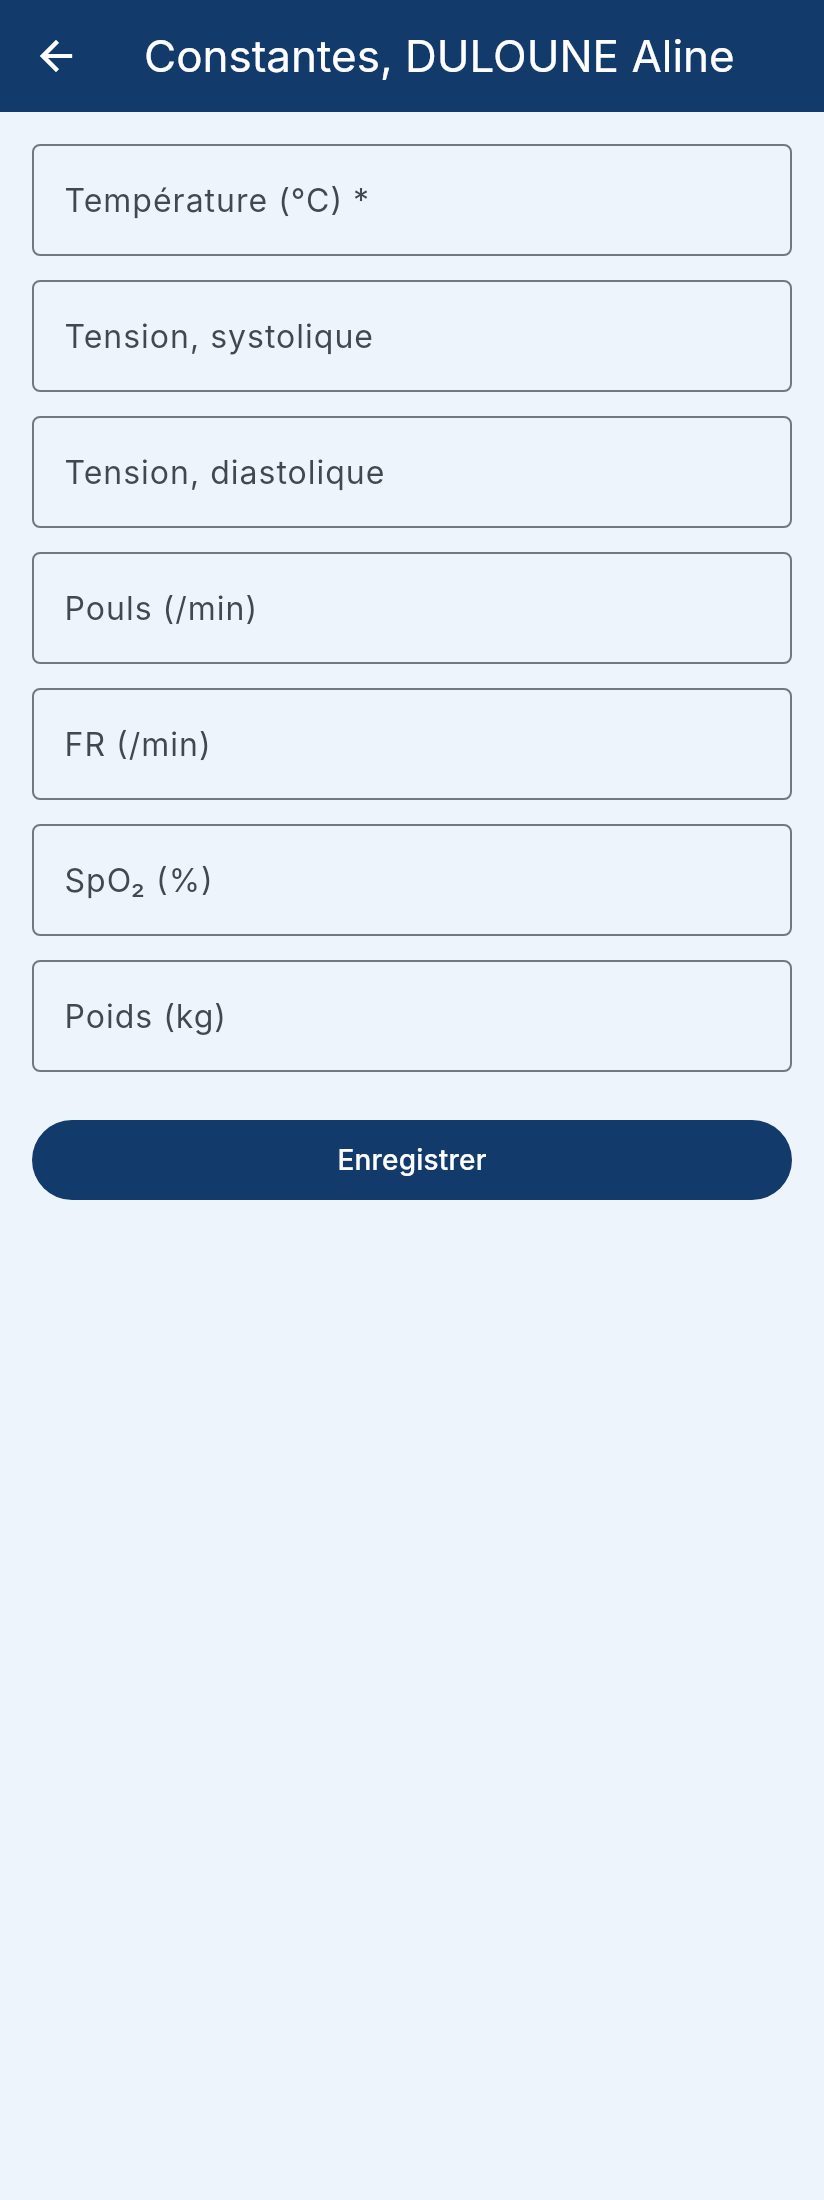 Constantes, DULOUNE Aline
Température (°C) *
Tension, systolique
Tension, diastolique
Pouls (/min)
FR (/min)
SpO₂ (%)
Poids (kg)
Enregistrer